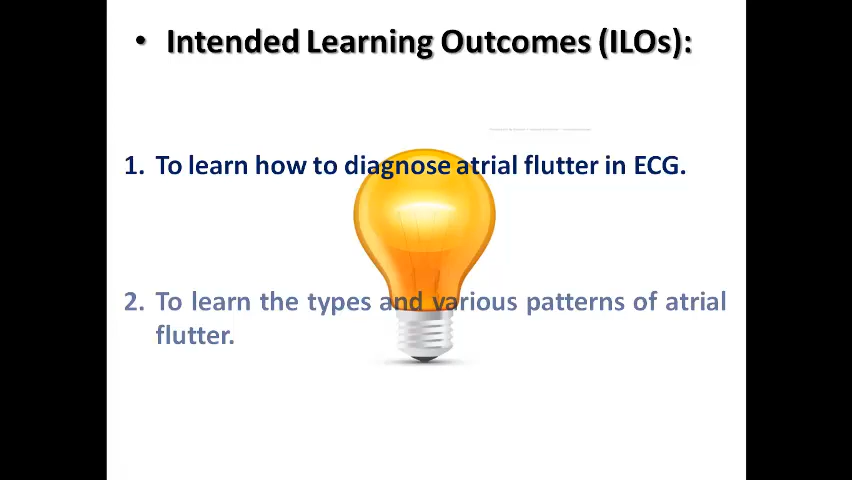 • Intended Learning Outcomes (ILOs):
1. To learn how to diagnose atrial flutter in ECG.
2. To learn the types and various patterns of atrial
flutter.